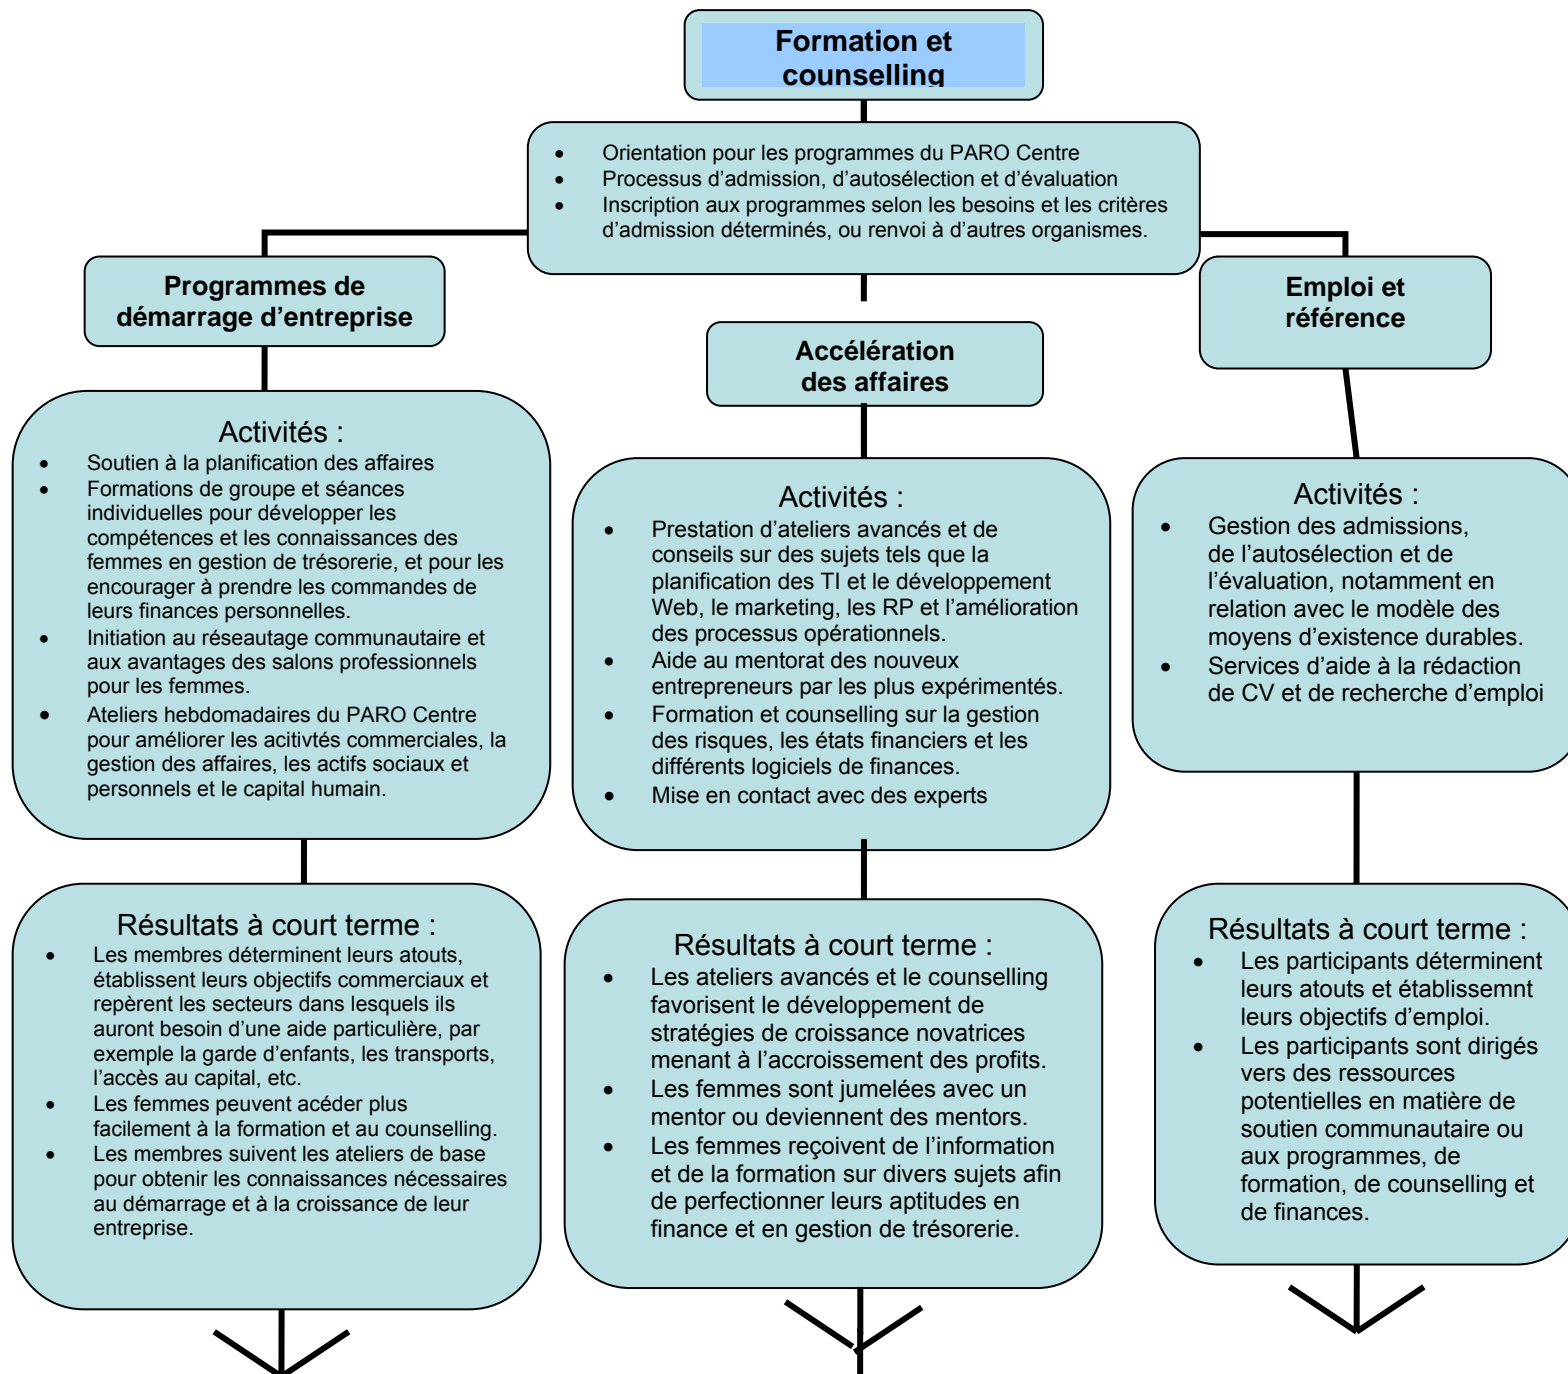 Formation et
counselling
• Orientation pour les programmes du PARO Centre
• Processus d’admission, d’autosélection et d’évaluation
• Inscription aux programmes selon les besoins et les critères
d’admission déterminés, ou renvoi à d’autres organismes.
Programmes de
démarrage d’entreprise
Activités :
• Soutien à la planification des affaires
• Formations de groupe et séances
individuelles pour développer les
compétences et les connaissances des
femmes en gestion de trésorerie, et pour les
encourager à prendre les commandes de
leurs finances personnelles.
• Initiation au réseautage communautaire et
aux avantages des salons professionnels
pour les femmes.
• Ateliers hebdomadaires du PARO Centre
pour améliorer les acitivtés commerciales, la
gestion des affaires, les actifs sociaux et
personnels et le capital humain.
Résultats à court terme :
• Les membres déterminent leurs atouts,
établissent leurs objectifs commerciaux et
repèrent les secteurs dans lesquels ils
auront besoin d’une aide particulière, par
exemple la garde d’enfants, les transports,
l’accès au capital, etc.
• Les femmes peuvent acéder plus
facilement à la formation et au counselling.
• Les membres suivent les ateliers de base
pour obtenir les connaissances nécessaires
au démarrage et à la croissance de leur
entreprise.
Accélération
des affaires
Activités :
• Prestation d’ateliers avancés et de
conseils sur des sujets tels que la
planification des TI et le développement
Web, le marketing, les RP et l’amélioration
des processus opérationnels.
• Aide au mentorat des nouveux
entrepreneurs par les plus expérimentés.
• Formation et counselling sur la gestion
des risques, les états financiers et les
différents logiciels de finances.
• Mise en contact avec des experts
Résultats à court terme :
• Les ateliers avancés et le counselling
favorisent le développement de
stratégies de croissance novatrices
menant à l’accroissement des profits.
• Les femmes sont jumelées avec un
mentor ou deviennent des mentors.
• Les femmes reçoivent de l’information
et de la formation sur divers sujets afin
de perfectionner leurs aptitudes en
finance et en gestion de trésorerie.
Emploi et
référence
Activités :
• Gestion des admissions,
de l’autosélection et de
l’évaluation, notamment en
relation avec le modèle des
moyens d’existence durables.
• Services d’aide à la rédaction
de CV et de recherche d’emploi
Résultats à court terme :
• Les participants déterminent
leurs atouts et établissemnt
leurs objectifs d’emploi.
• Les participants sont dirigés
vers des ressources
potentielles en matière de
soutien communautaire ou
aux programmes, de
formation, de counselling et
de finances.